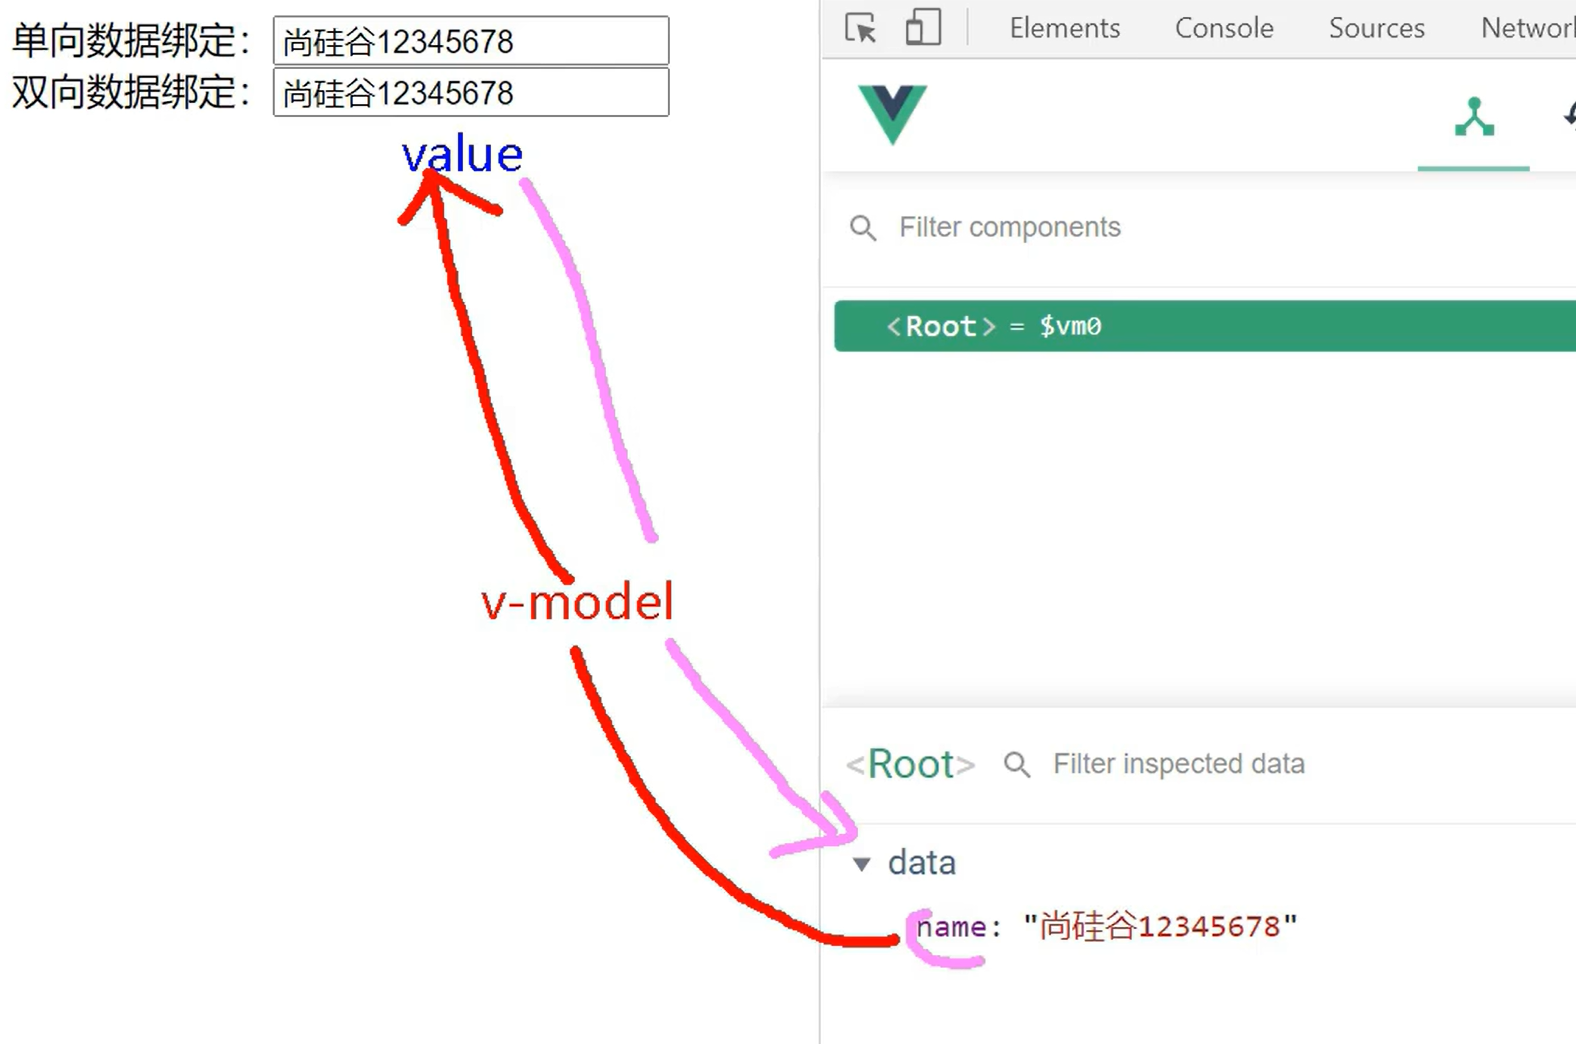 单向数据绑定： 尚硅谷12345678
双向数据绑定： 尚硅谷12345678
value
v-model
Elements Console Sources Networ
Filter components
<Root> = $vm0
<Root> Filter inspected data
data
name: "尚硅谷12345678"